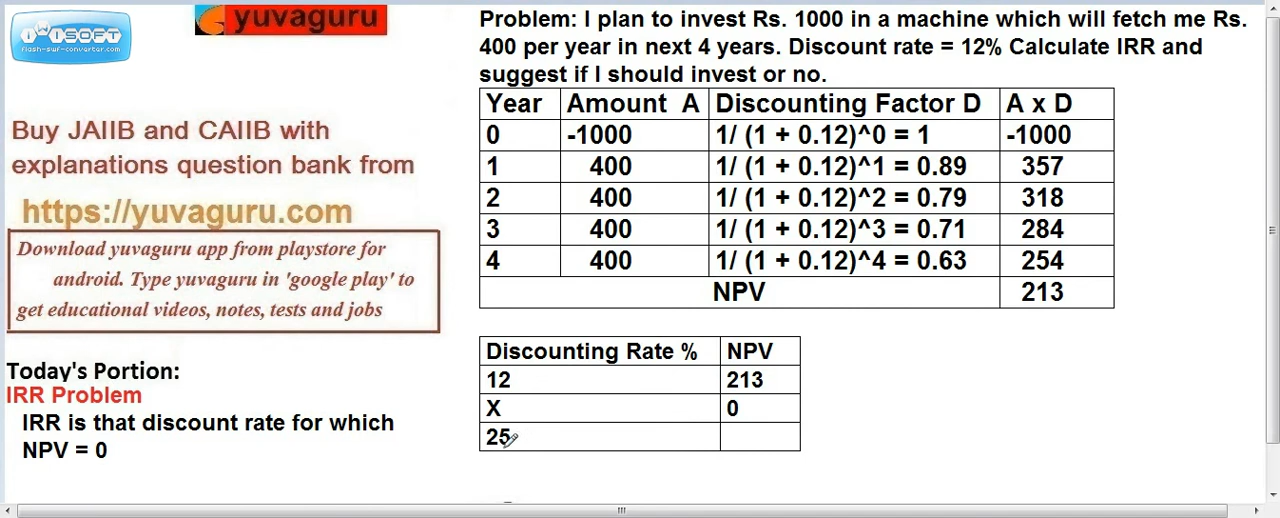 iWiSOFT
flash-swf-converter.com
yuvaguru
Buy JAIIB and CAIIB with
explanations question bank from
https://yuvaguru.com
Download yuvaguru app from playstore for
android. Type yuvaguru in 'google play' to
get educational videos, notes, tests and jobs
Today's Portion:
IRR Problem
IRR is that discount rate for which
NPV = 0
Problem: I plan to invest Rs. 1000 in a machine which will fetch me Rs.
400 per year in next 4 years. Discount rate = 12% Calculate IRR and
suggest if I should invest or no.
Year Amount A Discounting Factor D A x D
0 -1000 1/ (1 + 0.12)^0 = 1 -1000
1 400 1/ (1 + 0.12)^1 = 0.89 357
2 400 1/ (1 + 0.12)^2 = 0.79 318
3 400 1/ (1 + 0.12)^3 = 0.71 284
4 400 1/ (1 + 0.12)^4 = 0.63 254
NPV 213
Discounting Rate % NPV
12 213
X 0
25